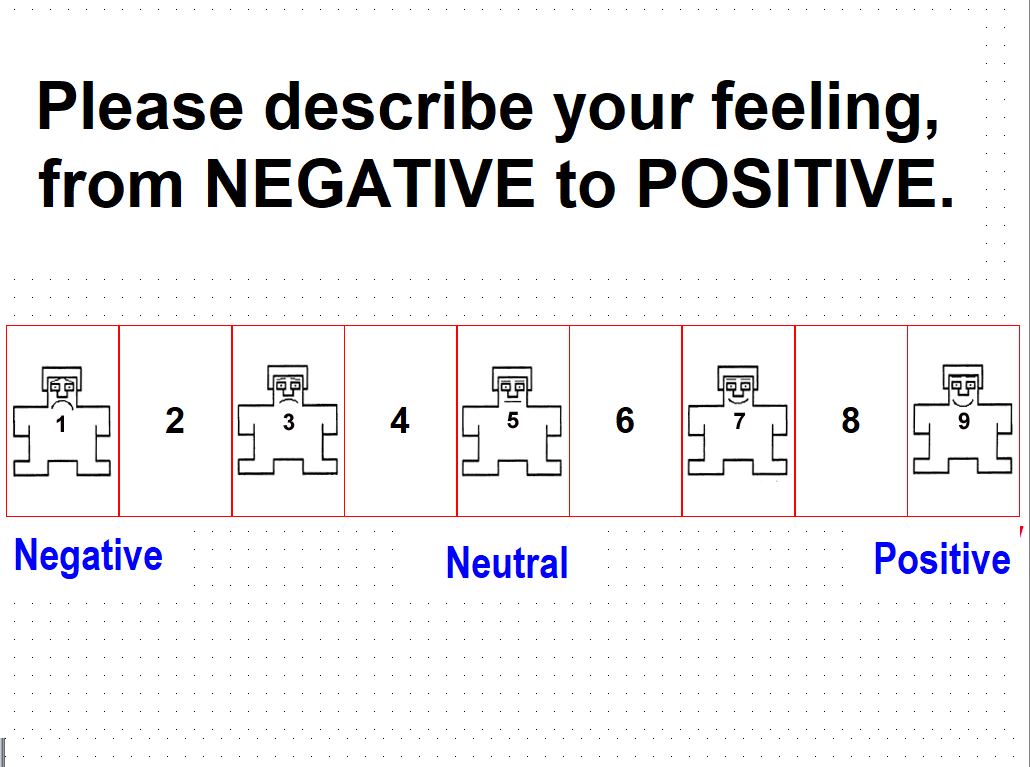 Please describe your feeling,
from NEGATIVE to POSITIVE.
1 2 3 4 5 6 7 8 9
Negative Neutral Positive